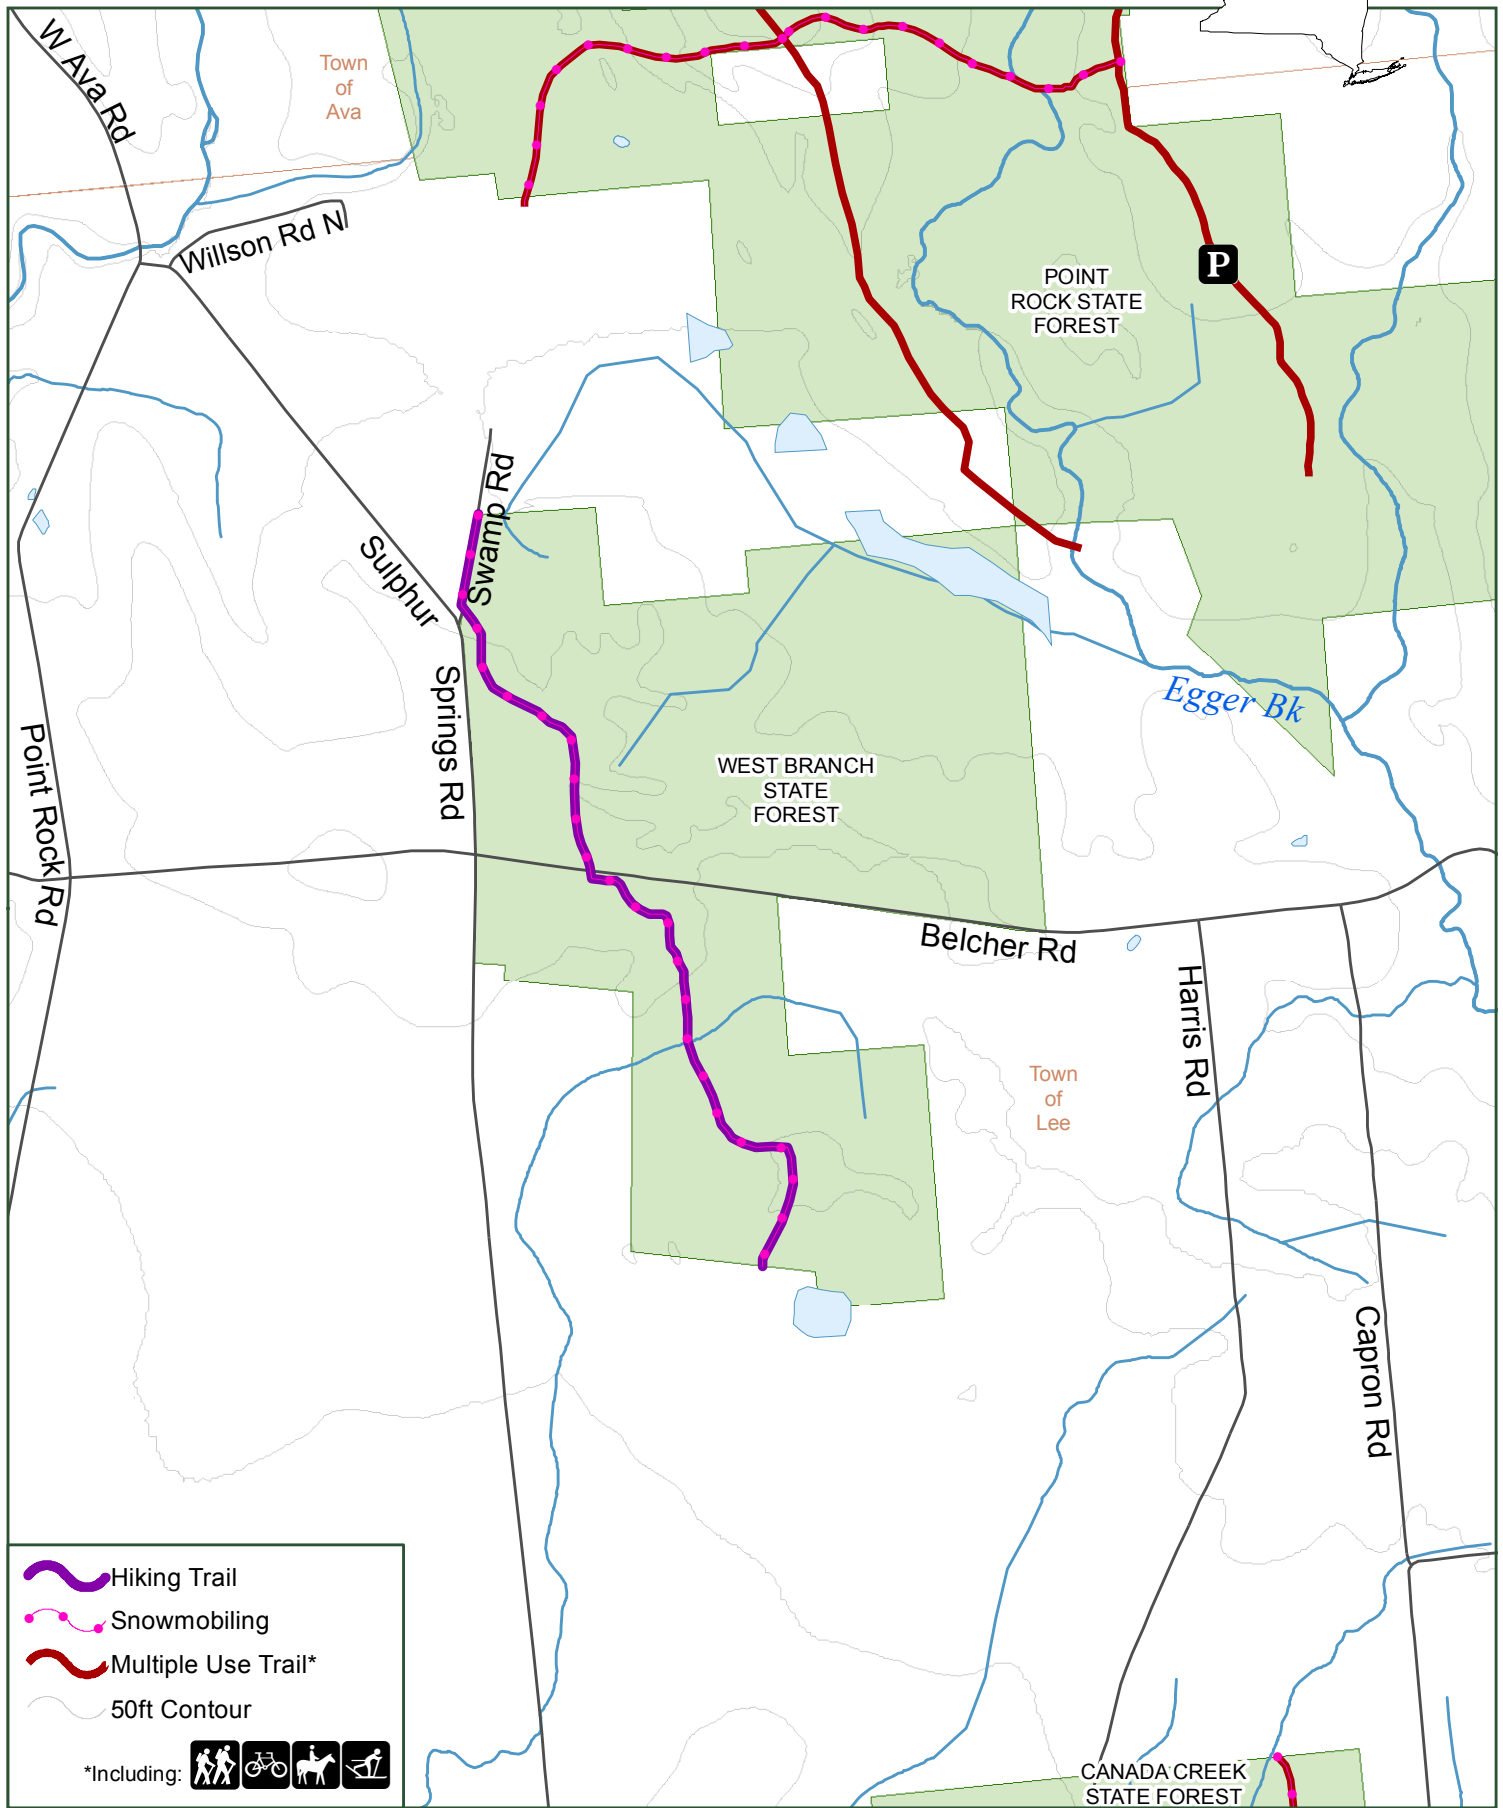 W Ava Rd
Town
of
Ava
Willson Rd N
P
POINT
ROCK STATE
FOREST
Swamp Rd
Sulphur
Springs Rd
Egger Bk
Point Rock Rd
WEST BRANCH
STATE
FOREST
Belcher Rd
Harris Rd
Town
of
Lee
Capron Rd
Hiking Trail
Snowmobiling
Multiple Use Trail*
50ft Contour
*Including:
CANADA CREEK
STATE FOREST